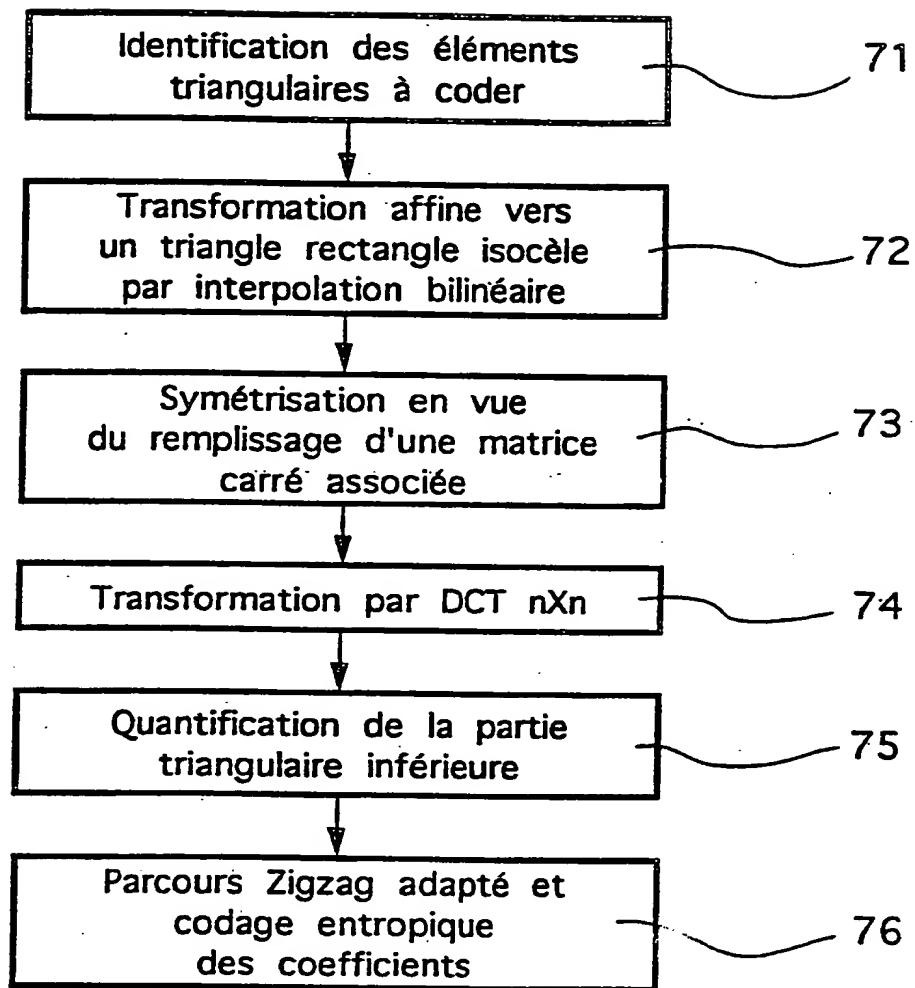 Identification des éléments
triangulaires à coder
71
Transformation affine vers
un triangle rectangle isocèle
par interpolation bilinéaire
72
Symétrisation en vue
du remplissage d'une matrice
carré associée
73
Transformation par DCT nXn
74
Quantification de la partie
triangulaire inférieure
75
Parcours Zigzag adapté et
codage entropique
des coefficients
76